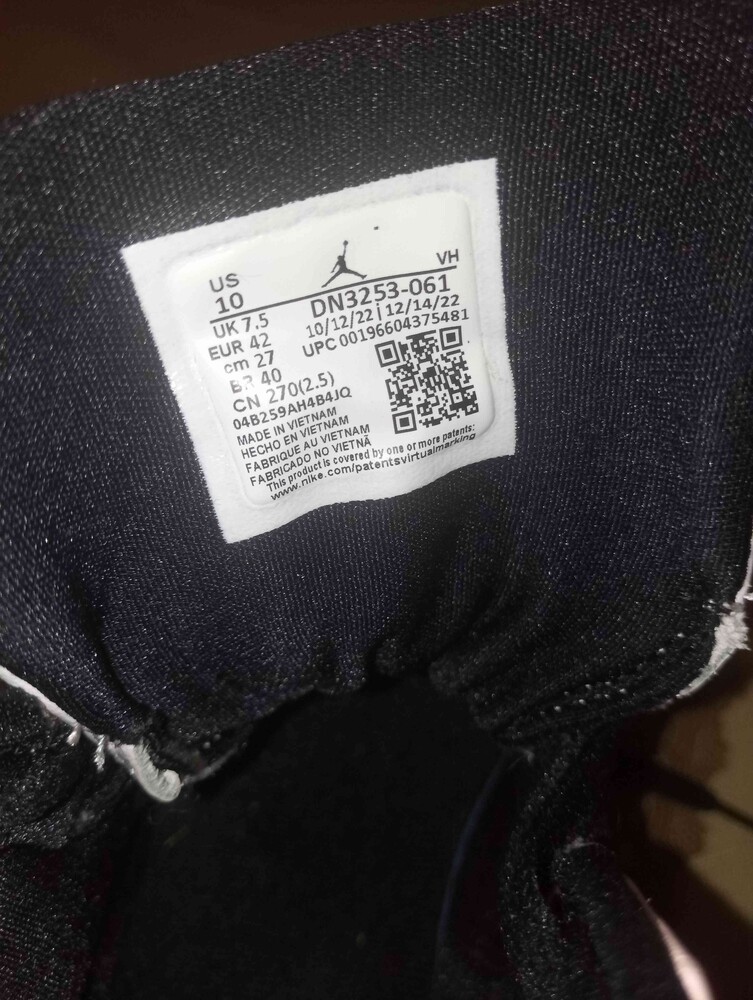 US
10
VH
DN3253-061
UK 7.5
10/12/22 | 12/14/22
EUR 42
UPC 00196604375481
cm 27
BR 40
CN 270(2.5)
04B259AH4B4JQ
MADE IN VIETNAM
HECHO EN VIETNAM
FABRIQUE AU VIETNAM
FABRICADO NO VIETNÃ
This product is covered by one or more patents:
www.nike.com/patentsvirtualmarking